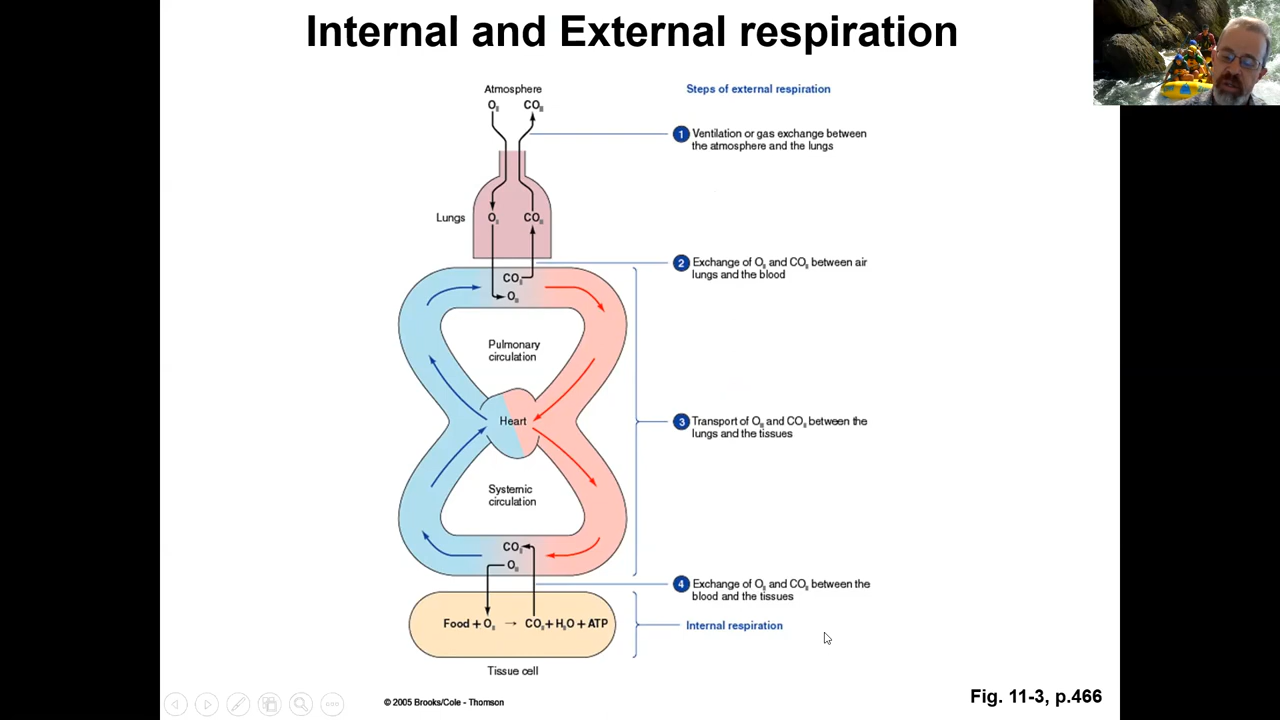 Internal and External respiration
Atmosphere
O₂ CO₂
Steps of external respiration
1 Ventilation or gas exchange between
the atmosphere and the lungs
Lungs
O₂ CO₂
2 Exchange of O₂ and CO₂ between air
lungs and the blood
CO₂
O₂
Pulmonary
circulation
Heart
3 Transport of O₂ and CO₂ between the
lungs and the tissues
Systemic
circulation
CO₂
O₂
4 Exchange of O₂ and CO₂ between the
blood and the tissues
Food + O₂ → CO₂ + H₂O + ATP
Internal respiration
Tissue cell
© 2005 Brooks/Cole - Thomson
Fig. 11-3, p.466